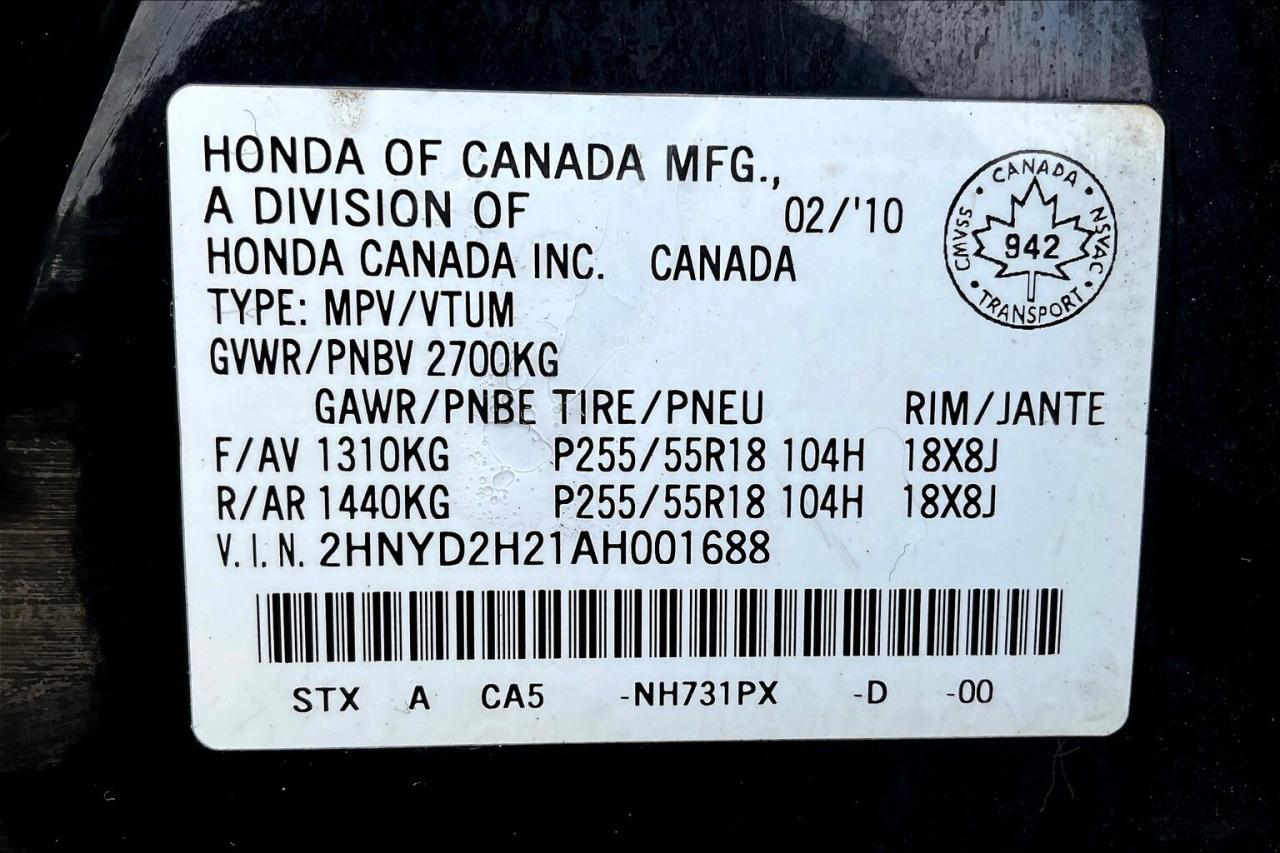 HONDA OF CANADA MFG.,
A DIVISION OF 02/'10
HONDA CANADA INC. CANADA
TYPE: MPV/VTUM
GVWR/PNBV 2700KG
GAWR/PNBE TIRE/PNEU RIM/JANTE
F/AV 1310KG P255/55R18 104H 18X8J
R/AR 1440KG P255/55R18 104H 18X8J
V.I.N. 2HNYD2H21AH001688
STX A CA5 -NH731PX -D -00
CANADA
CMVSS
942
NSVAC
TRANSPORT